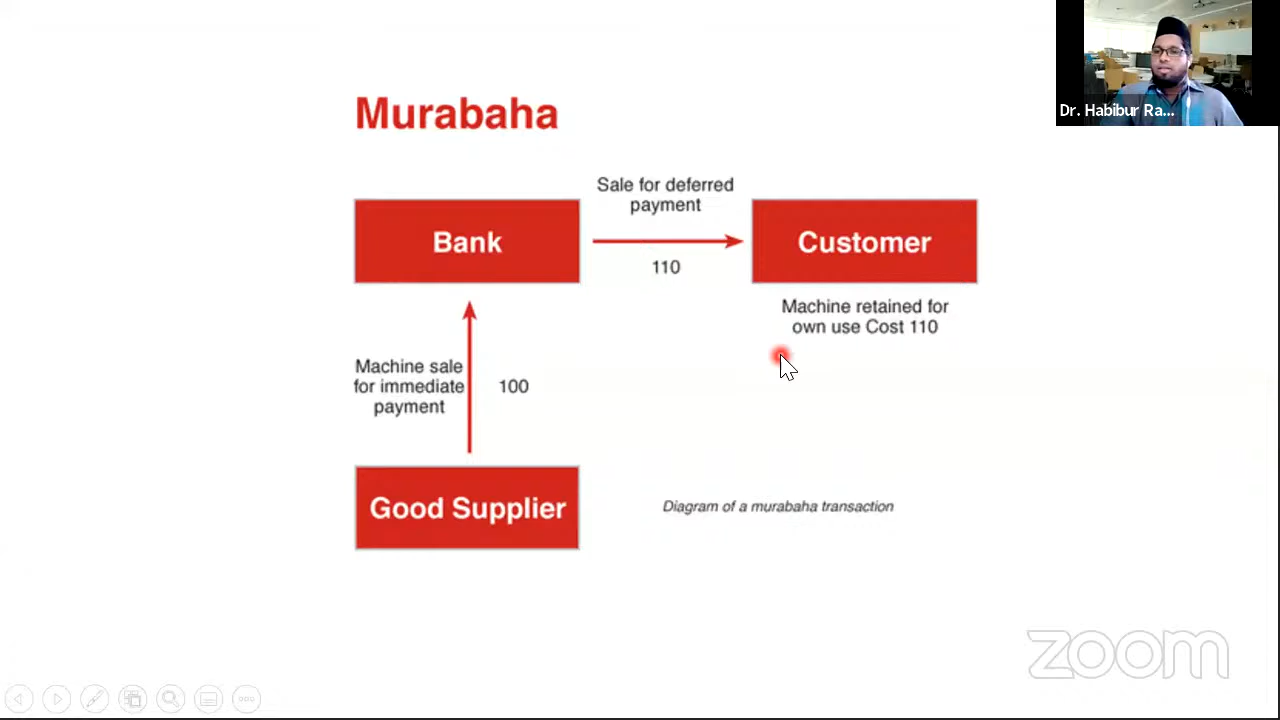 Dr. Habibur Ra...
Murabaha
Sale for deferred
payment
Bank
Customer
110
Machine retained for
own use Cost 110
Machine sale
for immediate
payment
100
Good Supplier
Diagram of a murabaha transaction
zoom